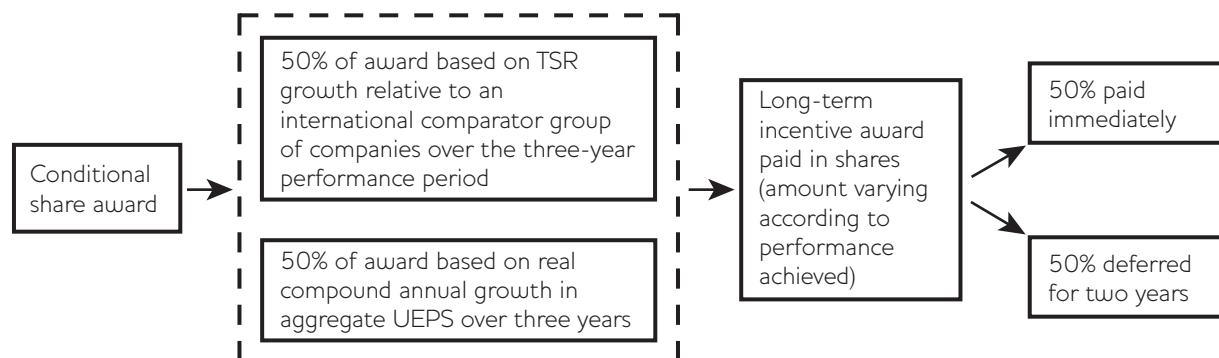 Conditional
share award
50% of award based on TSR
growth relative to an
international comparator group
of companies over the three-year
performance period
50% of award based on real
compound annual growth in
aggregate UEPS over three years
Long-term
incentive award
paid in shares
(amount varying
according to
performance
achieved)
50% paid
immediately
50% deferred
for two years